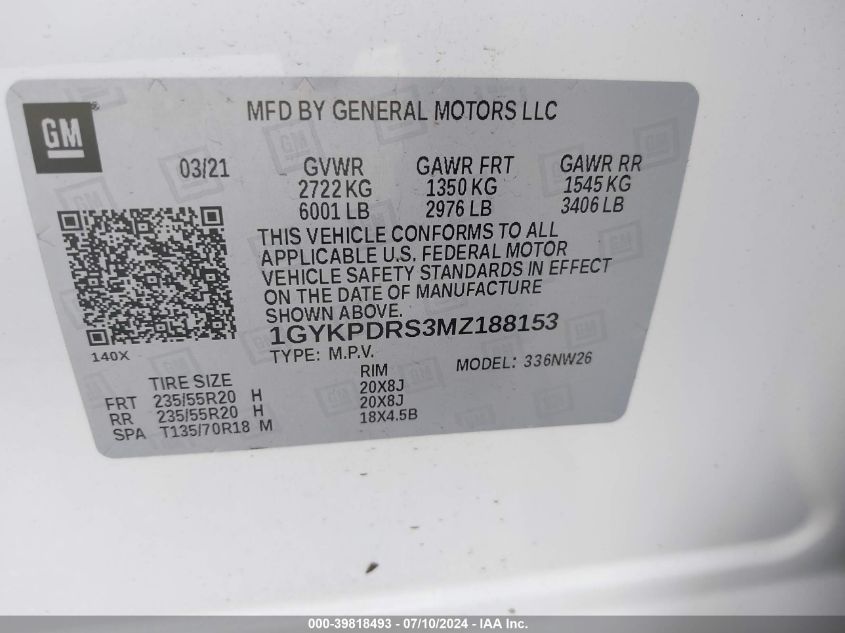 GM
MFD BY GENERAL MOTORS LLC
03/21 GVWR GAWR FRT GAWR RR
2722 KG 1350 KG 1545 KG
6001 LB 2976 LB 3406 LB
THIS VEHICLE CONFORMS TO ALL
APPLICABLE U.S. FEDERAL MOTOR
VEHICLE SAFETY STANDARDS IN EFFECT
ON THE DATE OF MANUFACTURE
SHOWN ABOVE.
1GYKPDRS3MZ188153
140X
TYPE: M.P.V. MODEL: 336NW26
TIRE SIZE RIM
FRT 235/55R20 H 20X8J
RR 235/55R20 H 20X8J
SPA T135/70R18 M 18X4.5B
000-39818493 - 07/10/2024 - IAA Inc.